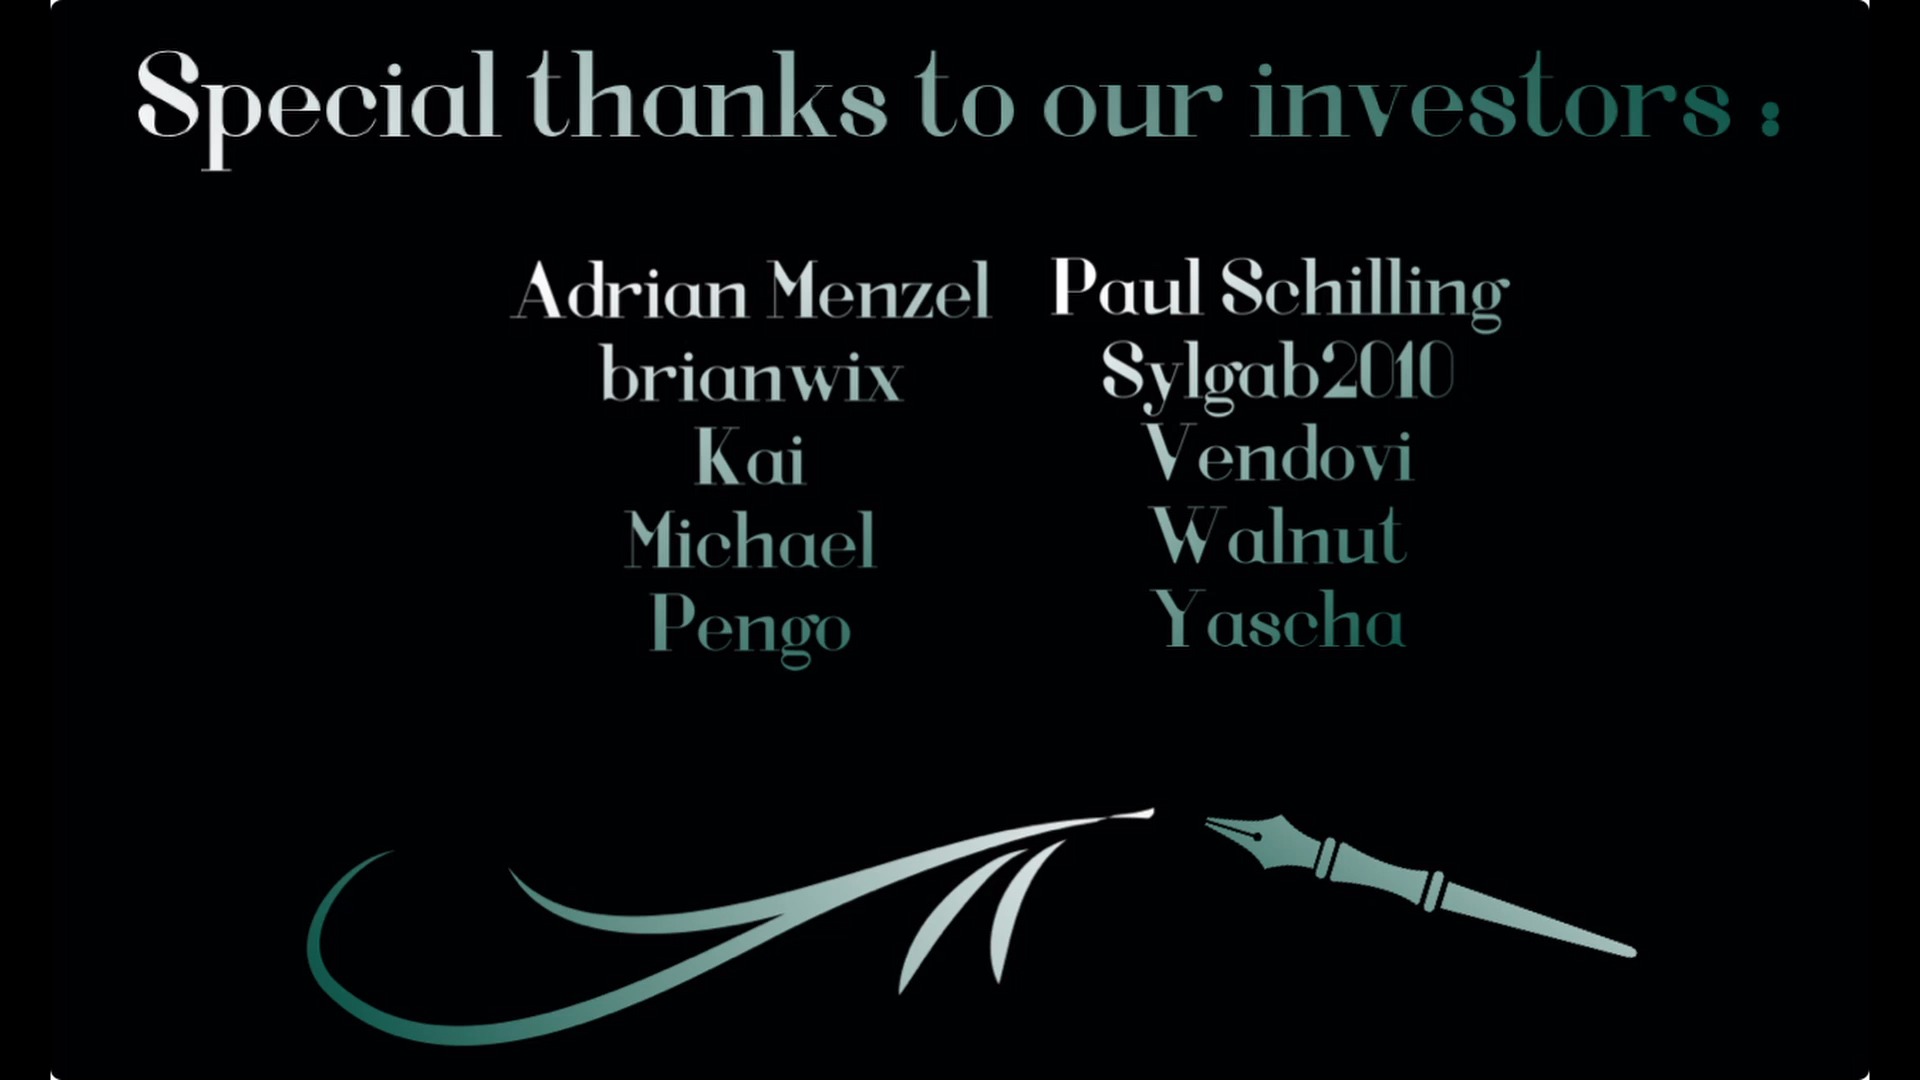 Special thanks to our investors :
Adrian Menzel
brianwix
Kai
Michael
Pengo
Paul Schilling
Sylgab2010
Vendovi
Walnut
Yascha